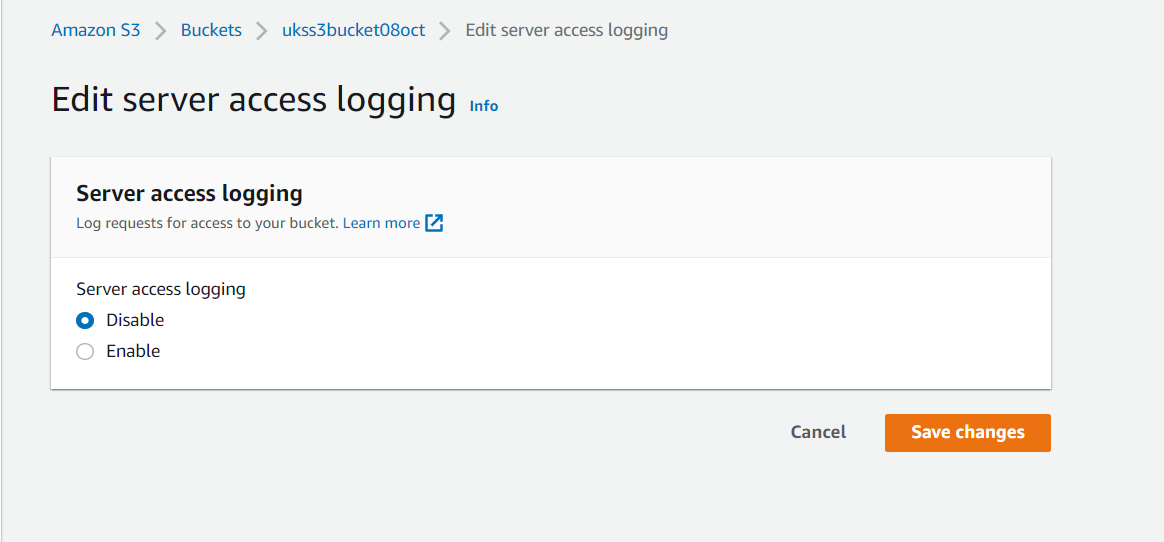 Amazon S3 > Buckets > ukss3bucket08oct > Edit server access logging
Edit server access logging Info
Server access logging
Log requests for access to your bucket. Learn more
Server access logging
Disable
Enable
Cancel Save changes